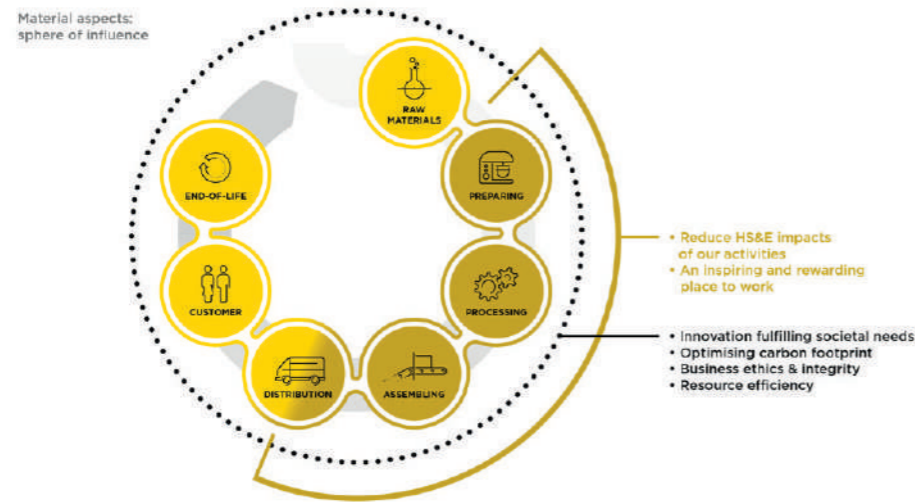 Material aspects:
sphere of influence
RAW
MATERIALS
PREPARING
PROCESSING
ASSEMBLING
DISTRIBUTION
CUSTOMER
END-OF-LIFE
• Reduce HS&E impacts
of our activities
• An inspiring and rewarding
place to work
• Innovation fulfilling societal needs
• Optimising carbon footprint
• Business ethics & integrity
• Resource efficiency